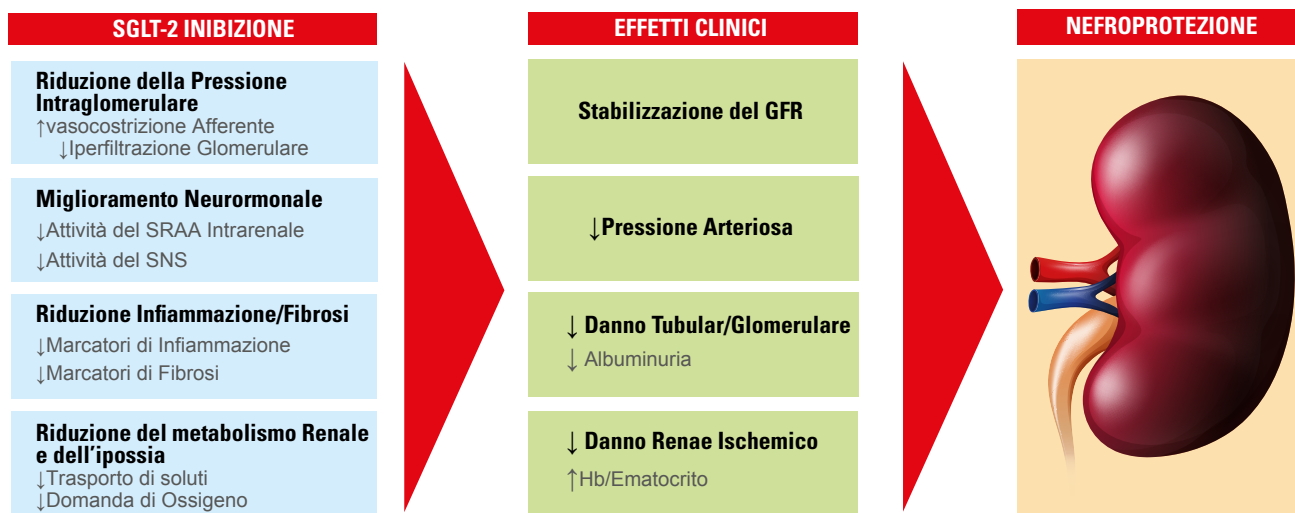 SGLT-2 INIBIZIONE
Riduzione della Pressione
Intraglomerulare
↑vasocostrizione Afferente
↓Iperfiltrazione Glomerulare
Miglioramento Neurormonale
↓Attività del SRAA Intrarenale
↓Attività del SNS
Riduzione Infiammazione/Fibrosi
↓Marcatori di Infiammazione
↓Marcatori di Fibrosi
Riduzione del metabolismo Renale
e dell'ipossia
↓Trasporto di soluti
↓Domanda di Ossigeno
EFFETTI CLINICI
Stabilizzazione del GFR
↓Pressione Arteriosa
↓ Danno Tubular/Glomerulare
↓ Albuminuria
↓ Danno Renae Ischemico
↑Hb/Ematocrito
NEFROPROTEZIONE